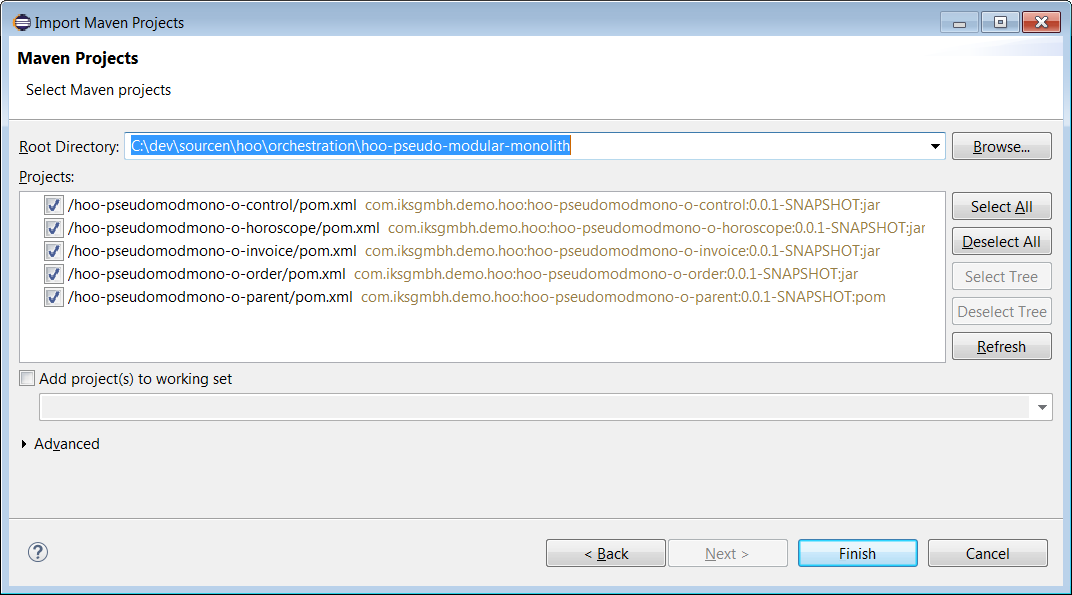 Import Maven Projects
Maven Projects
Select Maven projects
Root Directory: C:\dev\sourcen\hoo\orchestration\hoo-pseudo-modular-monolith Browse...
Projects:
/hoo-pseudomodmono-o-control/pom.xml com.iksgmbh.demo.hoo:hoo-pseudomodmono-o-control:0.0.1-SNAPSHOT:jar Select All
/hoo-pseudomodmono-o-horoscope/pom.xml com.iksgmbh.demo.hoo:hoo-pseudomodmono-o-horoscope:0.0.1-SNAPSHOT:jar
/hoo-pseudomodmono-o-invoice/pom.xml com.iksgmbh.demo.hoo:hoo-pseudomodmono-o-invoice:0.0.1-SNAPSHOT:jar Deselect All
/hoo-pseudomodmono-o-order/pom.xml com.iksgmbh.demo.hoo:hoo-pseudomodmono-o-order:0.0.1-SNAPSHOT:jar Select Tree
/hoo-pseudomodmono-o-parent/pom.xml com.iksgmbh.demo.hoo:hoo-pseudomodmono-o-parent:0.0.1-SNAPSHOT:pom
Deselect Tree
Refresh
Add project(s) to working set
Advanced
? < Back Next > Finish Cancel